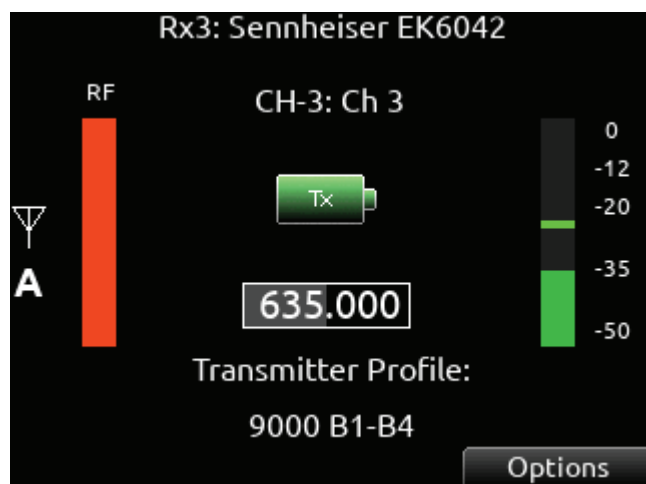 Rx3: Sennheiser EK6042
RF
CH-3: Ch 3
0
-12
Tx
-20
A
-35
635.000
-50
Transmitter Profile:
9000 B1-B4
Options